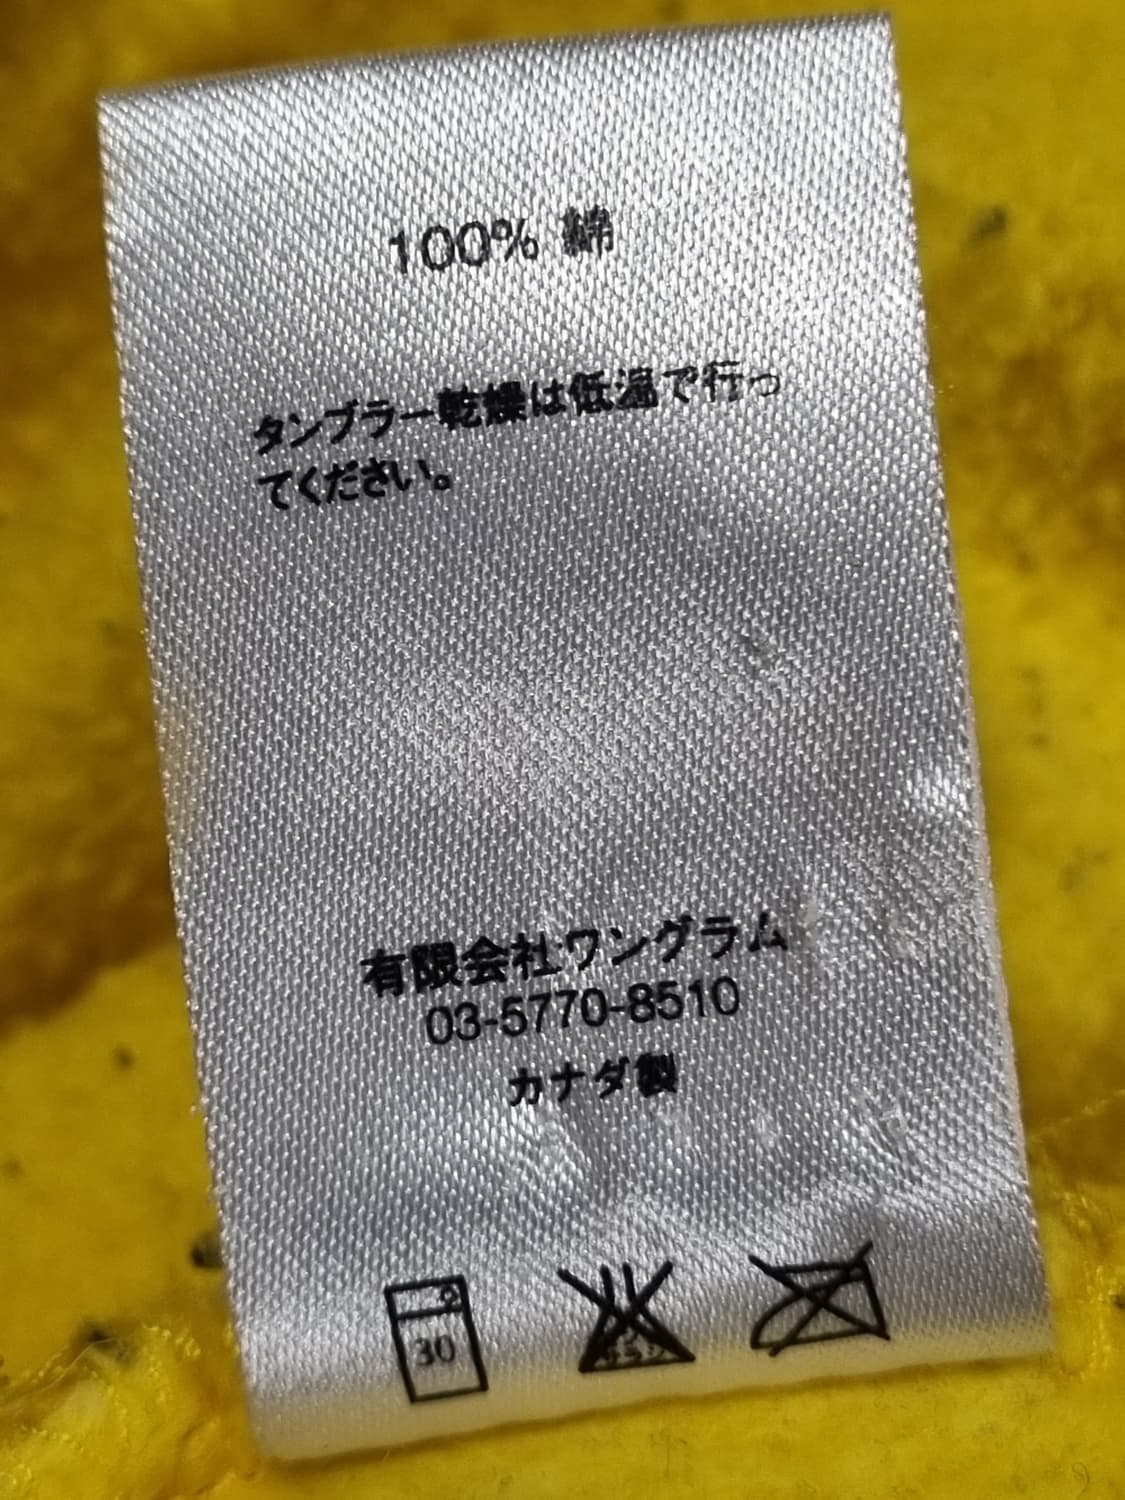 100% 綿
タンブラー乾燥は低温で行っ
てください。
有限会社ワングラム
03-5770-8510
カナダ製
30